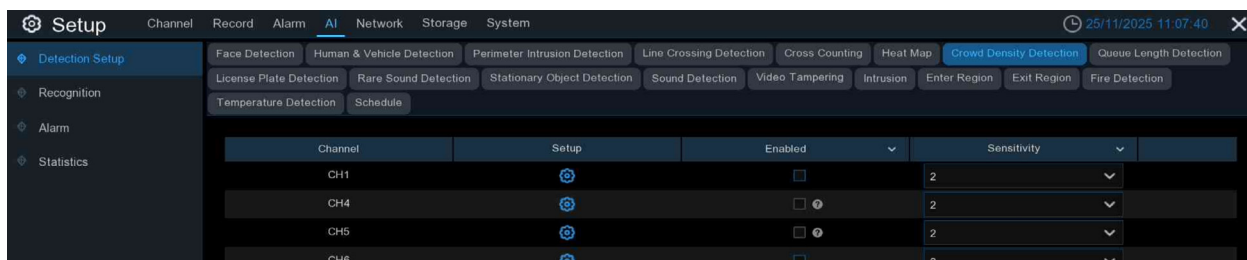 Setup Channel Record Alarm AI Network Storage System 25/11/2025 11:07:40
Detection Setup
Recognition
Alarm
Statistics
Face Detection Human & Vehicle Detection Perimeter Intrusion Detection Line Crossing Detection Cross Counting Heat Map Crowd Density Detection Queue Length Detection
License Plate Detection Rare Sound Detection Stationary Object Detection Sound Detection Video Tampering Intrusion Enter Region Exit Region Fire Detection
Temperature Detection Schedule
Channel Setup Enabled Sensitivity
CH1 2
CH4 2
CH5 2
CH6